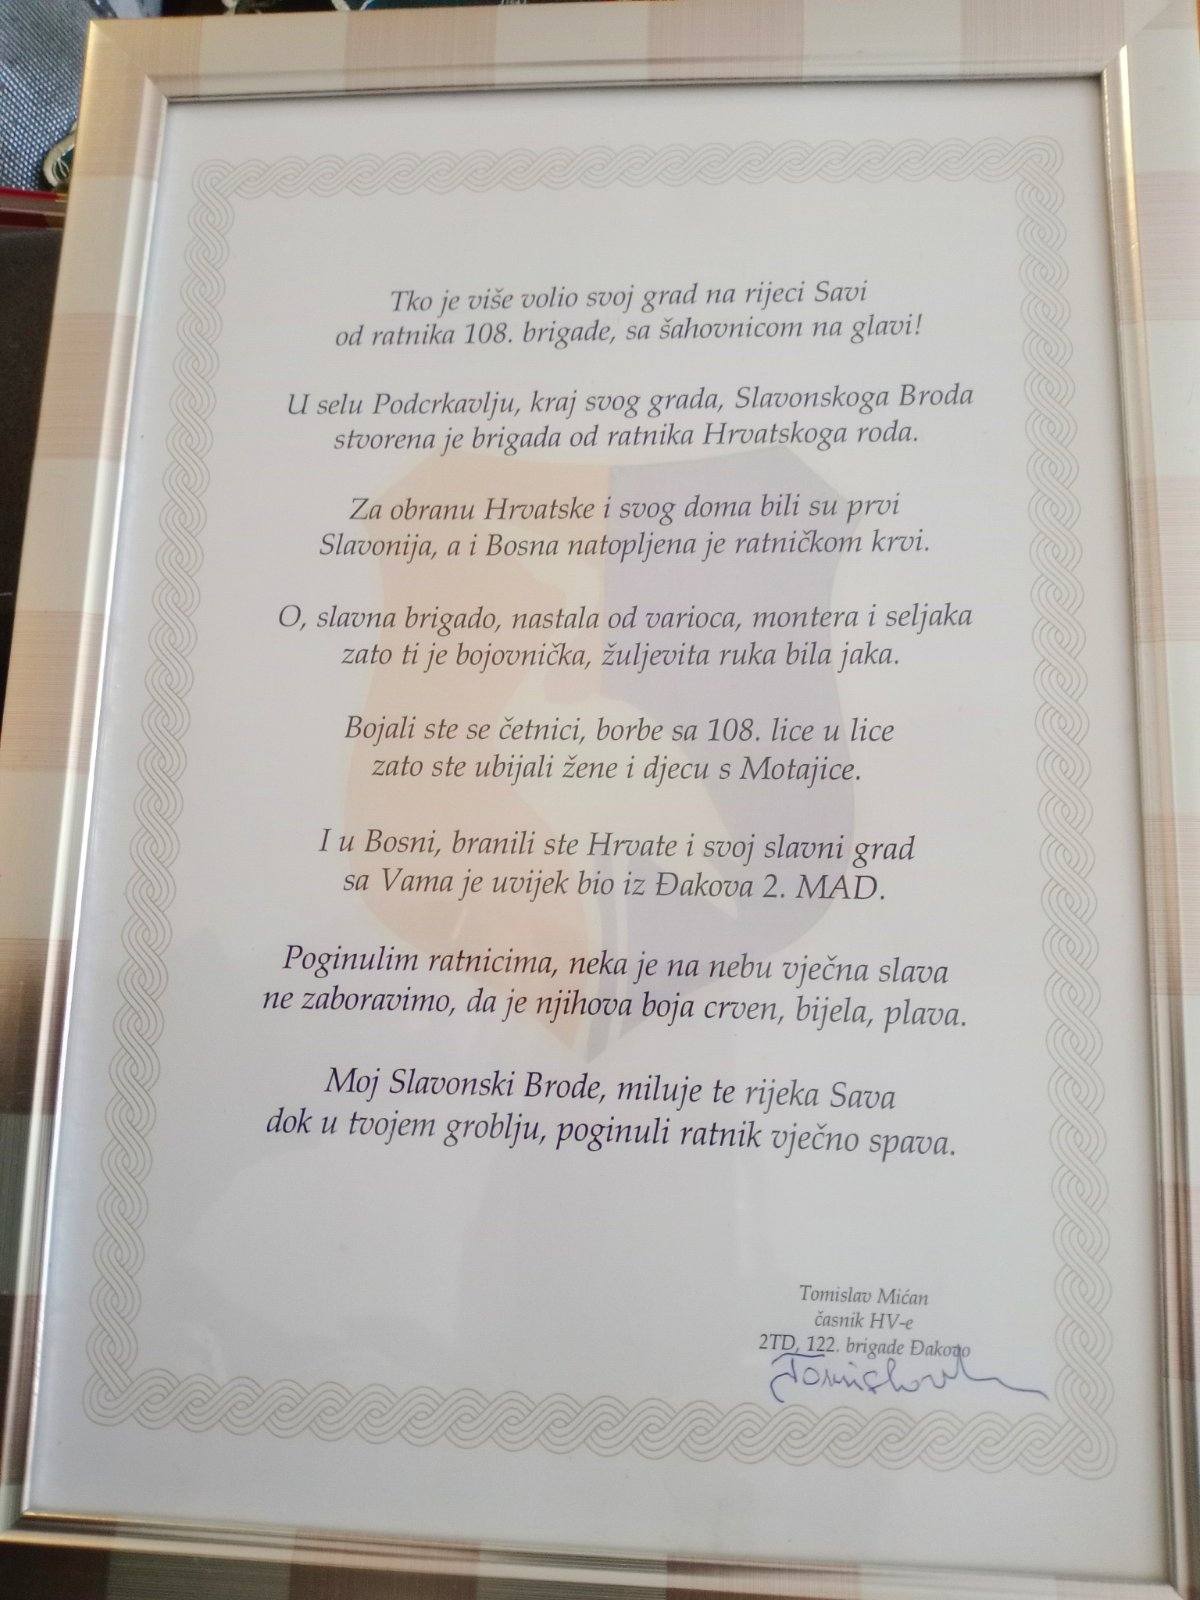 Tko je više volio svoj grad na rijeci Savi
od ratnika 108. brigade, sa šahovnicom na glavi!
U selu Podcrkavlju, kraj svog grada, Slavonskoga Broda
stvorena je brigada od ratnika Hrvatskoga roda.
Za obranu Hrvatske i svog doma bili su prvi
Slavonija, a i Bosna natopljena je ratničkom krvi.
O, slavna brigado, nastala od varioca, montera i seljaka
zato ti je bojovnička, žuljevita ruka bila jaka.
Bojali ste se četnici, borbe sa 108. lice u lice
zato ste ubijali žene i djecu s Motajice.
I u Bosni, branili ste Hrvate i svoj slavni grad
sa Vama je uvijek bio iz Đakova 2. MAD.
Poginulim ratnicima, neka je na nebu vječna slava
ne zaboravimo, da je njihova boja crven, bijela, plava.
Moj Slavonski Brode, miluje te rijeka Sava
dok u tvojem groblju, poginuli ratnik vječno spava.
Tomislav Mićan
časnik HV-e
2TD, 122. brigade Đakovo